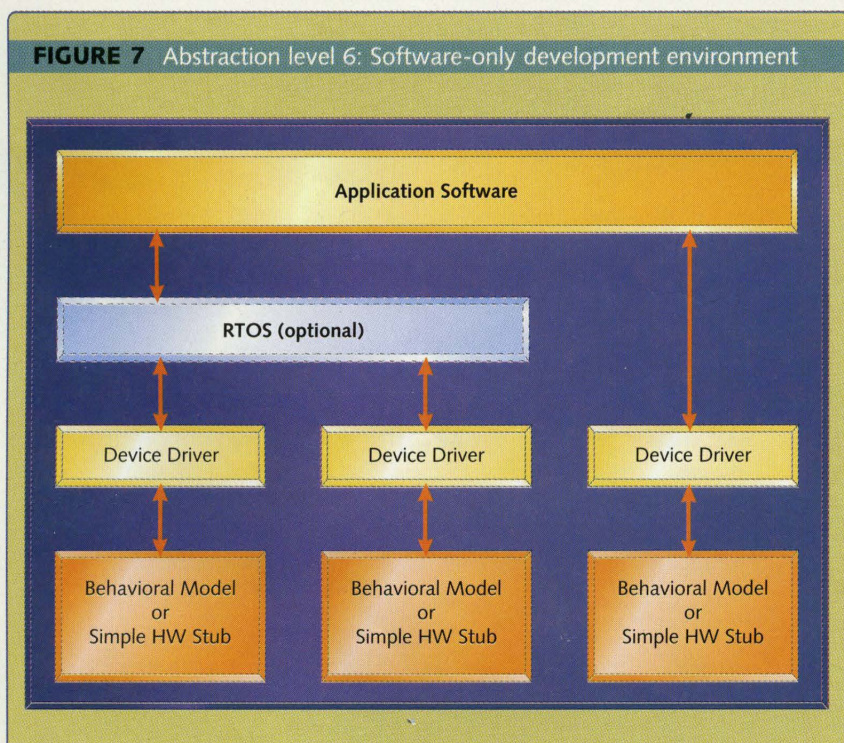 FIGURE 7 Abstraction level 6: Software-only development environment
Application Software
RTOS (optional)
Device Driver
Device Driver
Device Driver
Behavioral Model
or
Simple HW Stub
Behavioral Model
or
Simple HW Stub
Behavioral Model
or
Simple HW Stub